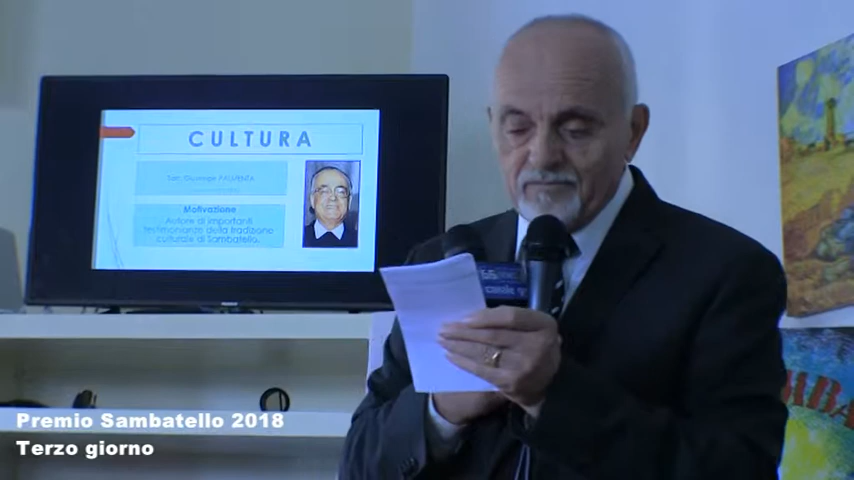 CULTURA
Motivazione
Autore di importanti
testimonianze della tradizione
culturale di Sambatello.
Premio Sambatello 2018
Terzo giorno